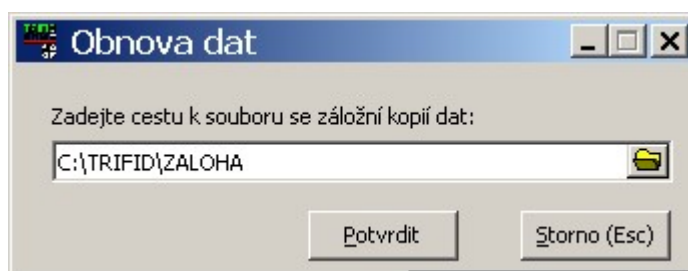 Obnova dat
Zadejte cestu k souboru se záložní kopií dat:
C:\TRIFID\ZALOHA
Potvrdit
Storno (Esc)